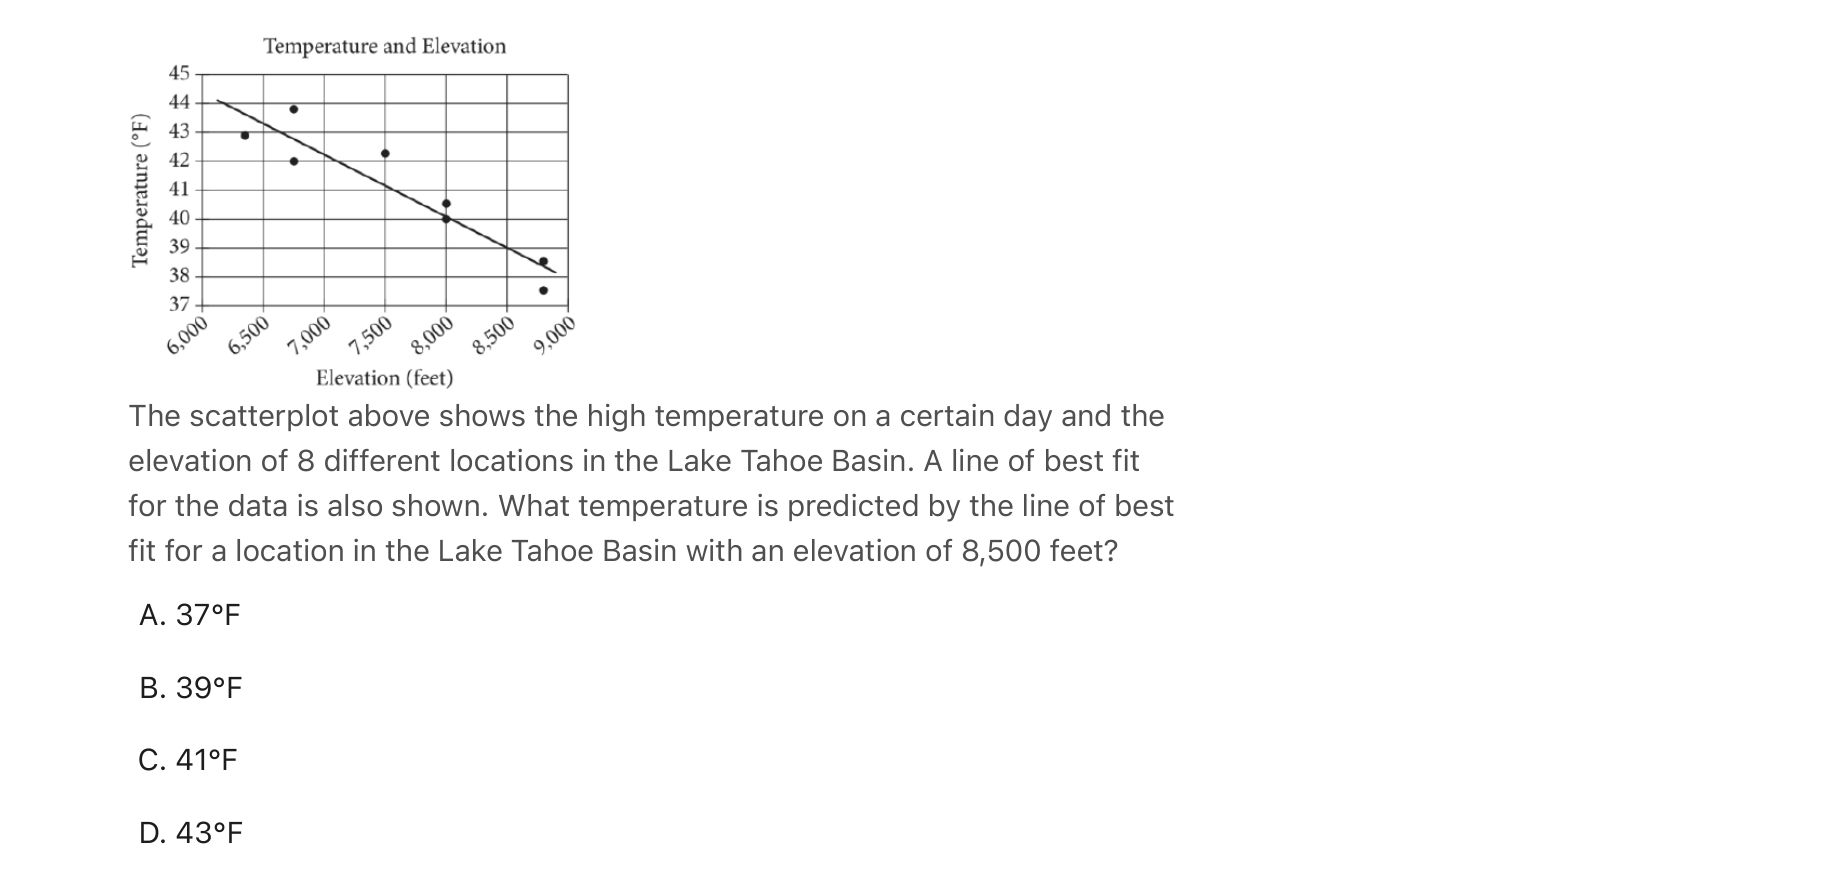 Temperature and Elevation
45
44
43
42
41
40
39
38
37
Temperature (°F)
6,000
6,500
7,000
7,500
8,000
8,500
9,000
Elevation (feet)
The scatterplot above shows the high temperature on a certain day and the
elevation of 8 different locations in the Lake Tahoe Basin. A line of best fit
for the data is also shown. What temperature is predicted by the line of best
fit for a location in the Lake Tahoe Basin with an elevation of 8,500 feet?
A. 37°F
B. 39°F
C. 41°F
D. 43°F